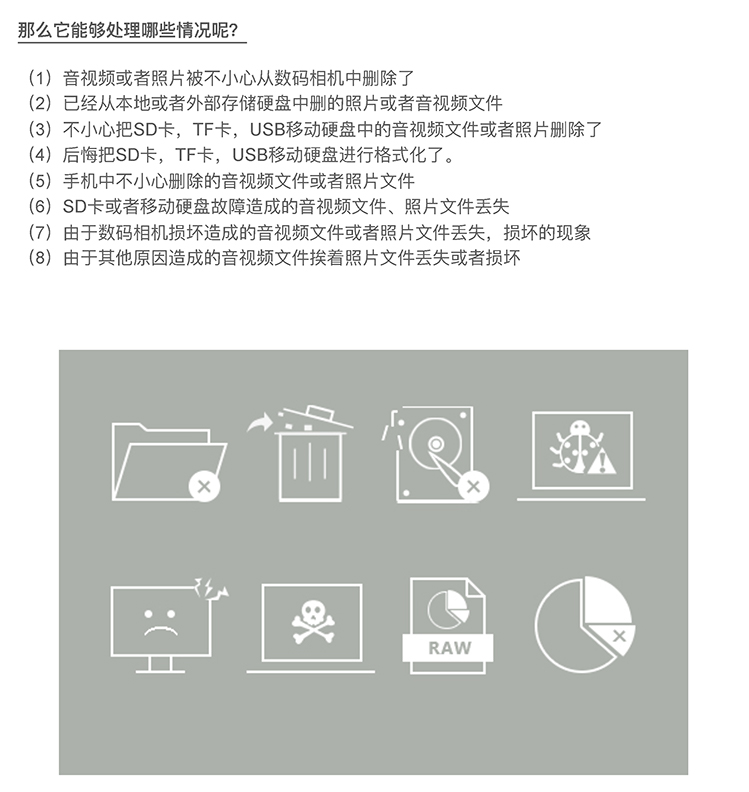 那么它能够处理哪些情况呢?
（1）音视频或者照片被不小心从数码相机中删除了
（2）已经从本地或者外部存储硬盘中删的照片或者音视频文件
（3）不小心把SD卡，TF卡，USB移动硬盘中的音视频文件或者照片删除了
（4）后悔把SD卡，TF卡，USB移动硬盘进行格式化了。
（5）手机中不小心删除的音视频文件或者照片文件
（6）SD卡或者移动硬盘故障造成的音视频文件、照片文件丢失
（7）由于数码相机损坏造成的音视频文件或者照片文件丢失，损坏的现象
（8）由于其他原因造成的音视频文件挨着照片文件丢失或者损坏
RAW